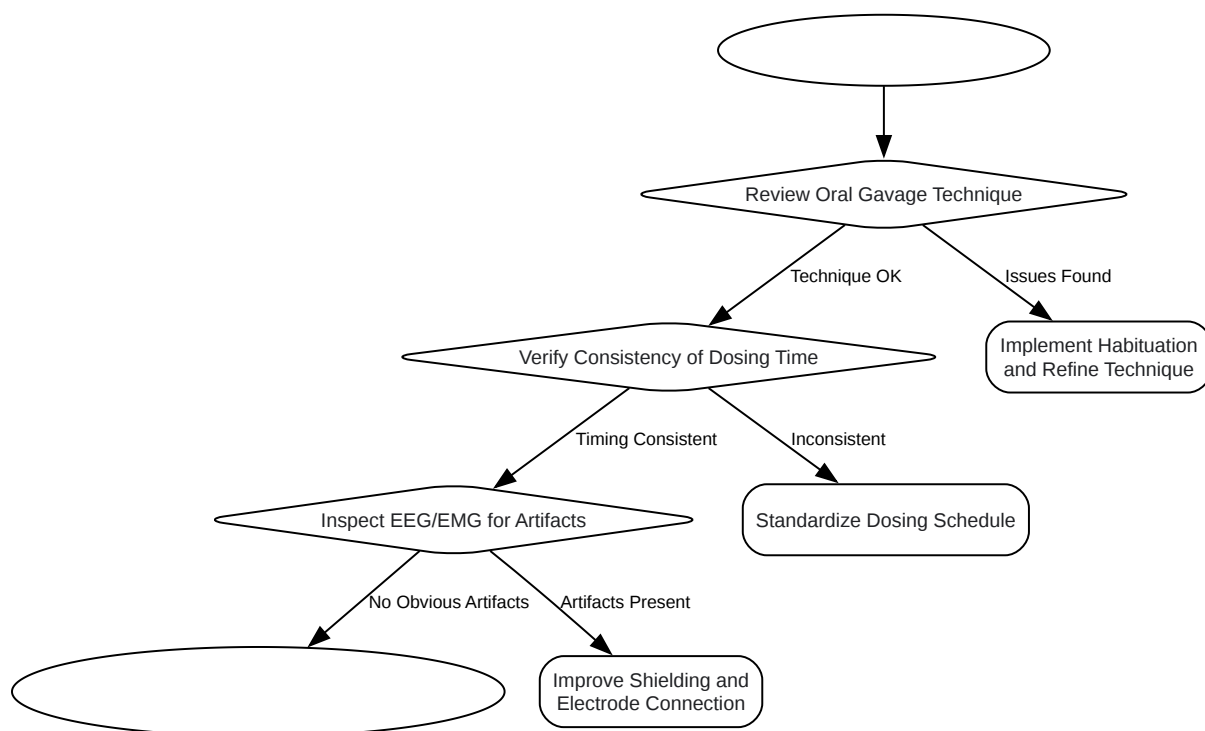 Review Oral Gavage Technique
Technique OK
Issues Found
Verify Consistency of Dosing Time
Implement Habituation
and Refine Technique
Timing Consistent
Inconsistent
Inspect EEG/EMG for Artifacts
Standardize Dosing Schedule
No Obvious Artifacts
Artifacts Present
Improve Shielding and
Electrode Connection